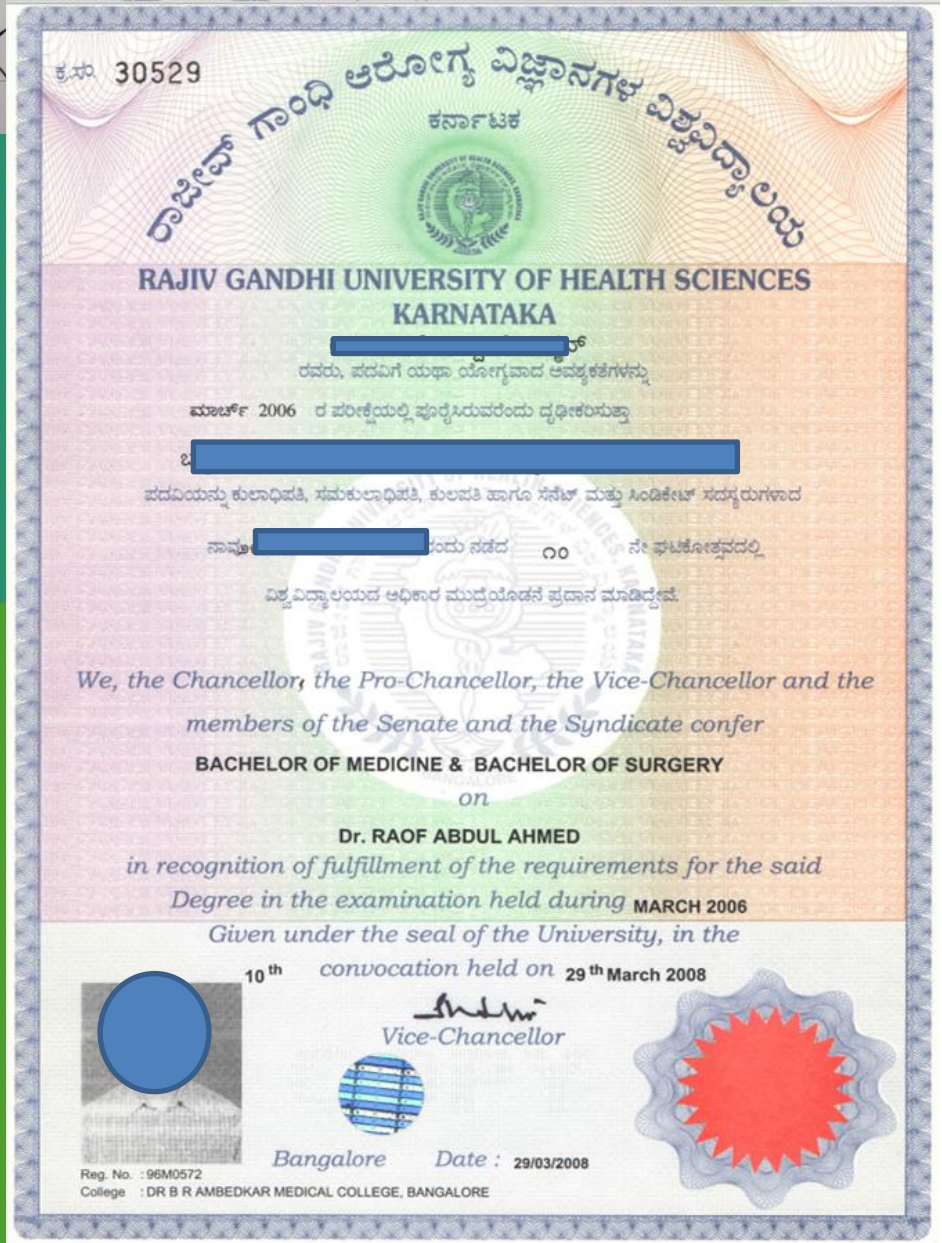 ಕ್ರ.ಸಂ. 30529
ರಾಜೀವ್ ಗಾಂಧಿ ಆರೋಗ್ಯ ವಿಜ್ಞಾನಗಳ ವಿಶ್ವವಿದ್ಯಾಲಯ
ಕರ್ನಾಟಕ
RAJIV GANDHI UNIVERSITY OF HEALTH SCIENCES
KARNATAKA
ರವರು, ಪದವಿಗೆ ಯಥಾ ಯೋಗ್ಯವಾದ ಅವಶ್ಯಕತೆಗಳನ್ನು
ಮಾರ್ಚ್ 2006 ರ ಪರೀಕ್ಷೆಯಲ್ಲಿ ಪೂರೈಸಿರುವರೆಂದು ದೃಢೀಕರಿಸುತ್ತಾ
ಪದವಿಯನ್ನು ಕುಲಾಧಿಪತಿ, ಸಮಕುಲಾಧಿಪತಿ, ಕುಲಪತಿ ಹಾಗೂ ಸೆನೆಟ್ ಮತ್ತು ಸಿಂಡಿಕೇಟ್ ಸದಸ್ಯರುಗಳಾದ
ನಾವು ರಂದು ನಡೆದ ೧೦ ನೇ ಘಟಿಕೋತ್ಸವದಲ್ಲಿ
ವಿಶ್ವವಿದ್ಯಾಲಯದ ಅಧಿಕಾರ ಮುದ್ರೆಯೊಡನೆ ಪ್ರದಾನ ಮಾಡಿದ್ದೇವೆ.
We, the Chancellor, the Pro-Chancellor, the Vice-Chancellor and the
members of the Senate and the Syndicate confer
BACHELOR OF MEDICINE & BACHELOR OF SURGERY
on
Dr. RAOF ABDUL AHMED
in recognition of fulfillment of the requirements for the said
Degree in the examination held during MARCH 2006
Given under the seal of the University, in the
10th convocation held on 29th March 2008
Vice-Chancellor
Bangalore Date : 29/03/2008
Reg. No. : 96M0572
College : DR B R AMBEDKAR MEDICAL COLLEGE, BANGALORE